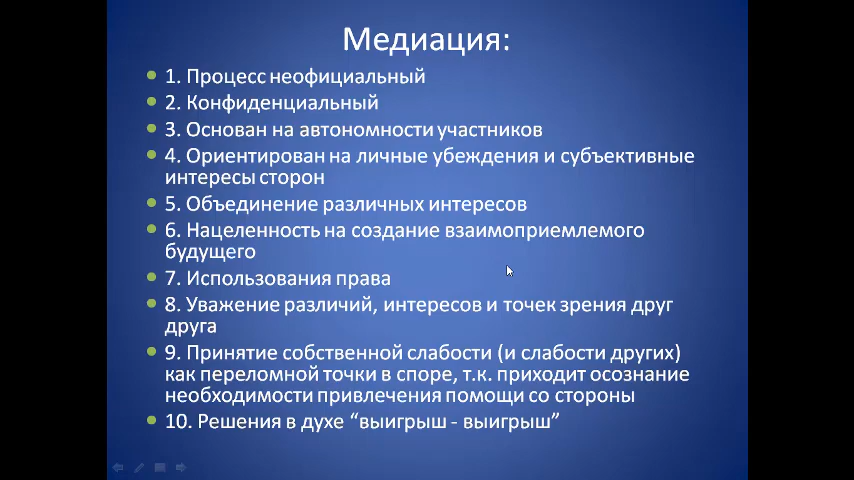 Медиация:
1. Процесс неофициальный
2. Конфиденциальный
3. Основан на автономности участников
4. Ориентирован на личные убеждения и субъективные
интересы сторон
5. Объединение различных интересов
6. Нацеленность на создание взаимоприемлемого
будущего
7. Использования права
8. Уважение различий, интересов и точек зрения друг
друга
9. Принятие собственной слабости (и слабости других)
как переломной точки в споре, т.к. приходит осознание
необходимости привлечения помощи со стороны
10. Решения в духе “выигрыш - выигрыш”